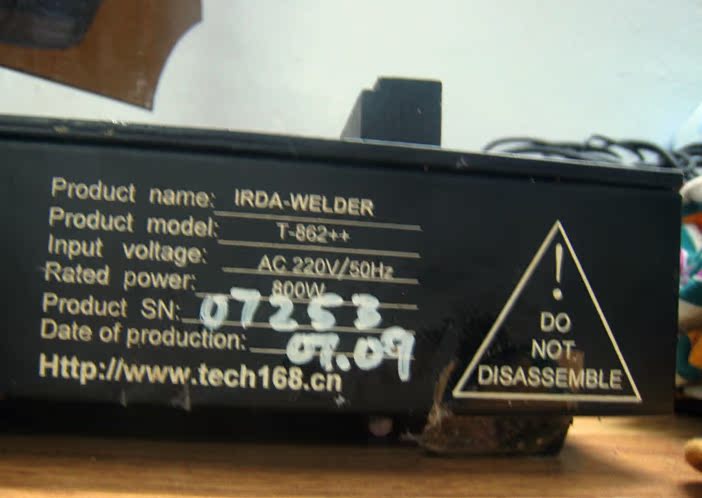 Product name: IRDA-WELDER
Product model: T-862++
Input voltage: AC 220V/50Hz
Rated power: 800W
Product SN: 07253
Date of production: 07.09
Http://www.tech168.cn
!
DO
NOT
DISASSEMBLE